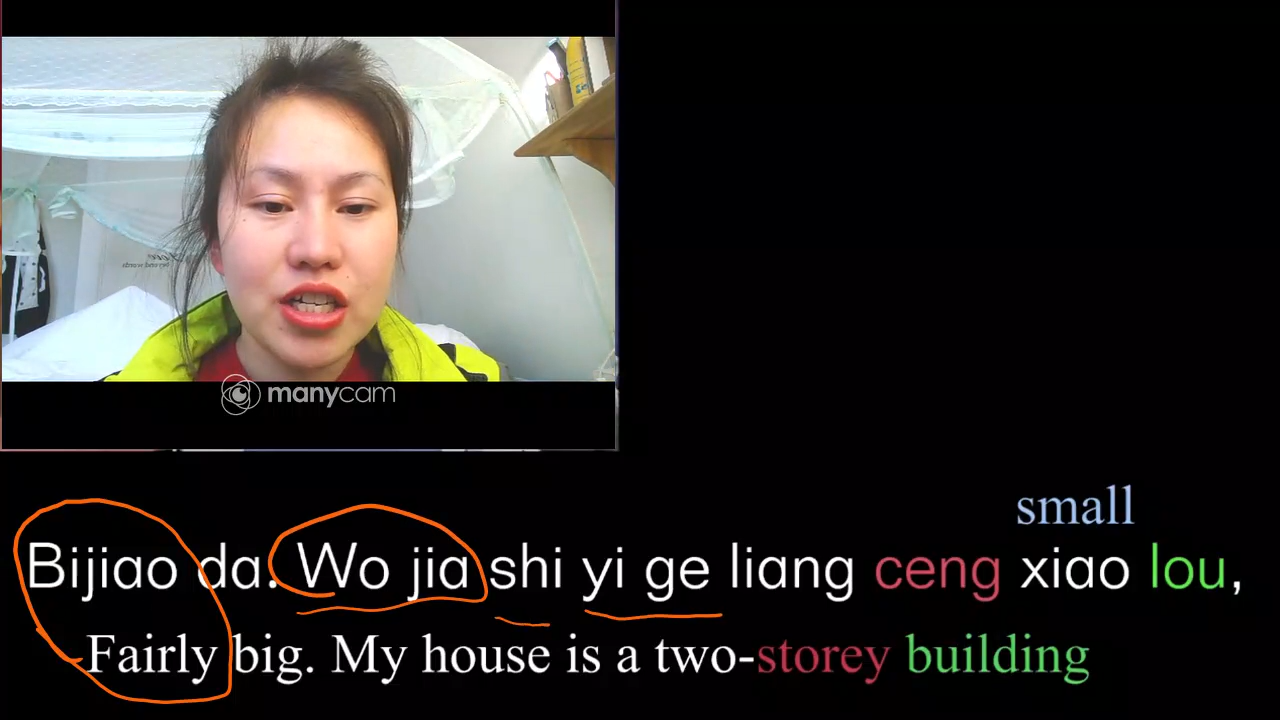 manycam
small
Bijiao da. Wo jia shi yi ge liang ceng xiao lou,
Fairly big. My house is a two-storey building